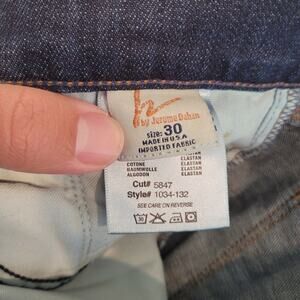 h
by Jerome Dahan
size: 30
MADE IN U.S.A
IMPORTED FABRIC
ELASTAN
COTONE ELASTAN
BAUMWOLLE ELASTAN
ALGODON ELASTAN
Cut# 5847
Style# 1034-132
SEE CARE ON REVERSE